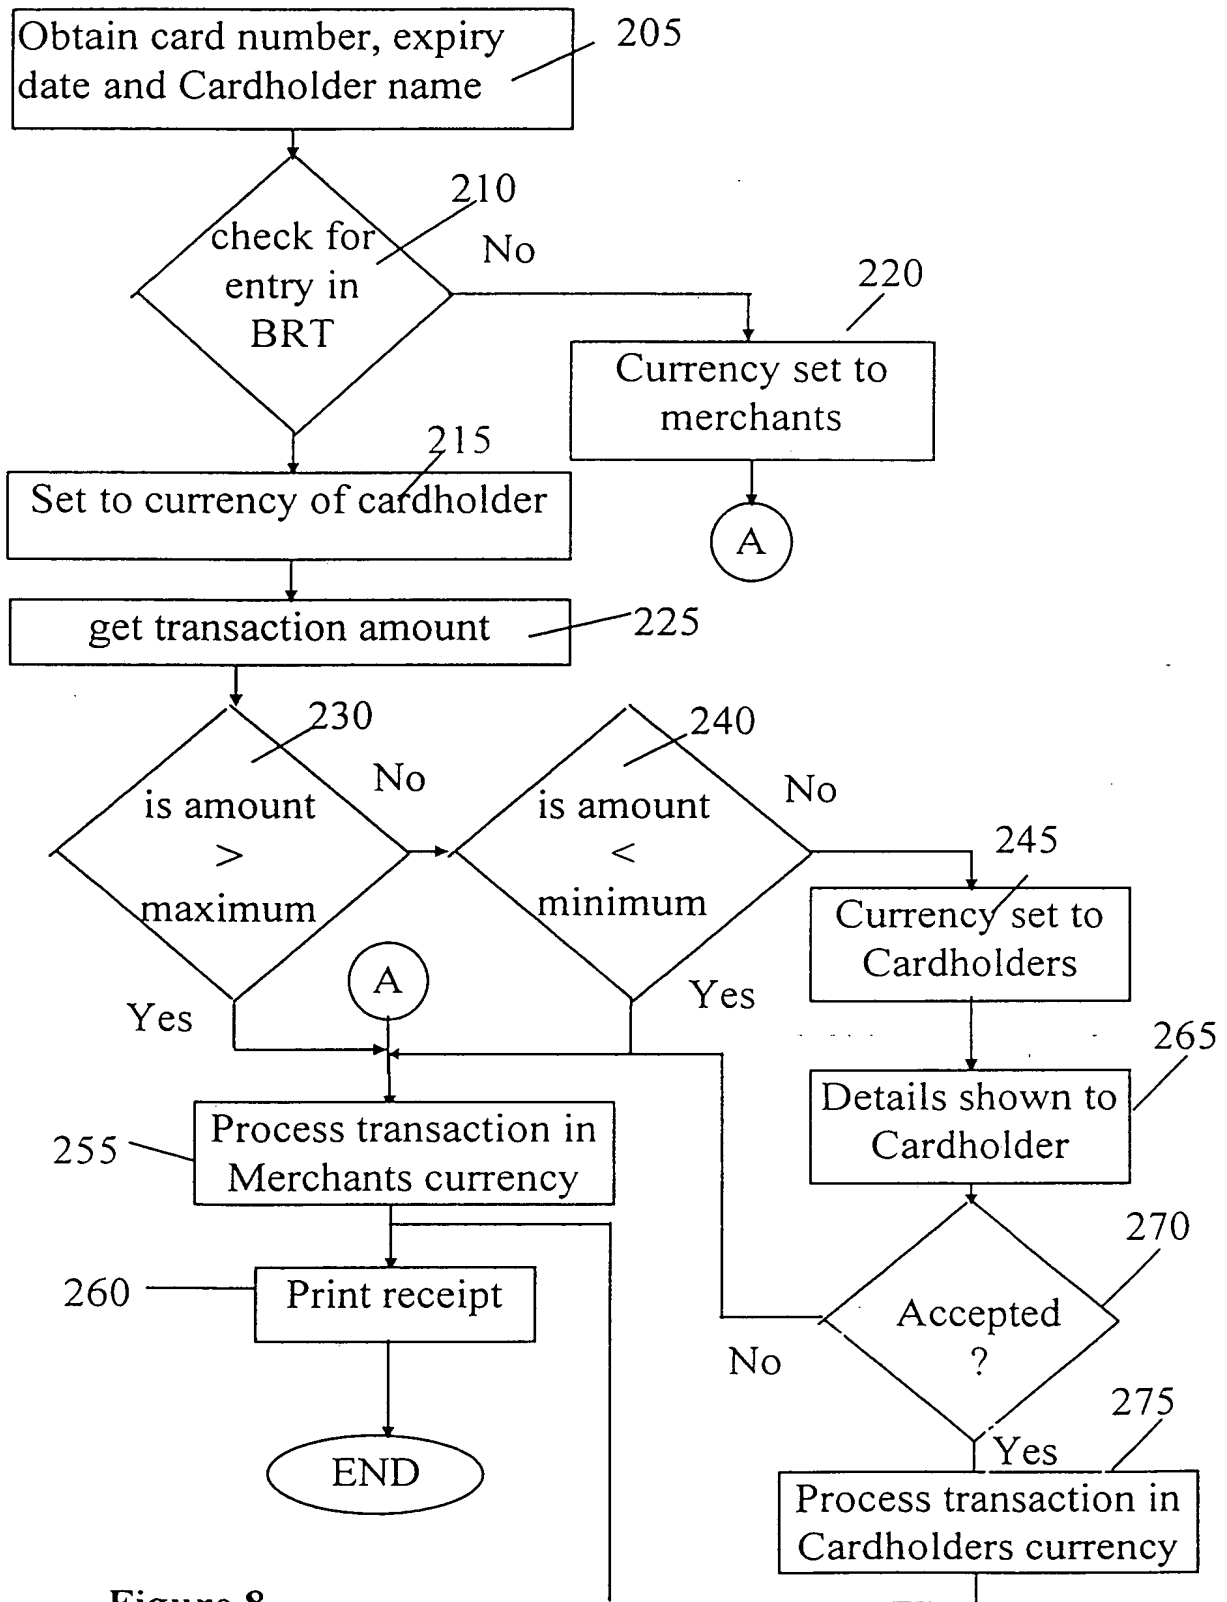 Obtain card number, expiry
date and Cardholder name
205
210
check for
entry in
BRT
No
220
Currency set to
merchants
A
215
Set to currency of cardholder
get transaction amount
225
230
is amount
>
maximum
No
240
is amount
<
minimum
No
245
Currency set to
Cardholders
Yes
A
Yes
265
Details shown to
Cardholder
255
Process transaction in
Merchants currency
270
Accepted
?
No
260
Print receipt
END
Yes
275
Process transaction in
Cardholders currency
Figure 8